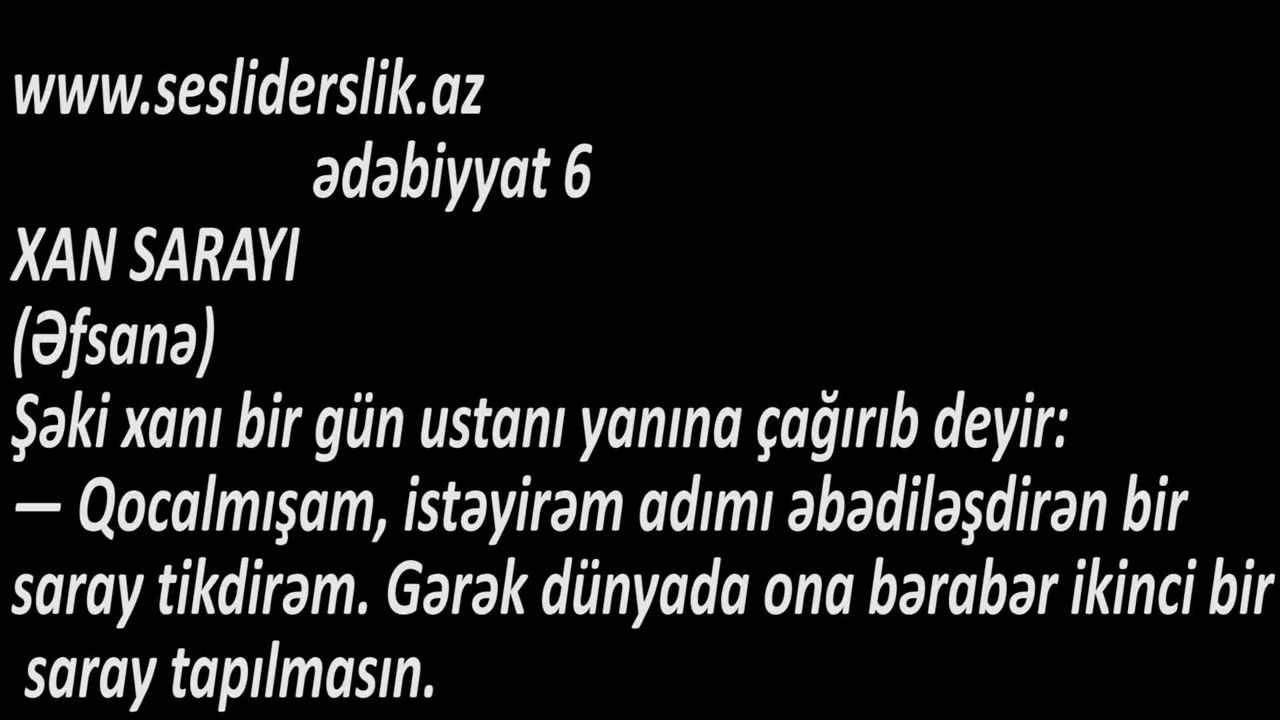 www.sesliderslik.az
ədəbiyyat 6
XAN SARAYI
(Əfsanə)
Şəki xanı bir gün ustanı yanına çağırıb deyir:
— Qocalmışam, istəyirəm adımı əbədiləşdirən bir
saray tikdirəm. Gərək dünyada ona bərabər ikinci bir
saray tapılmasın.